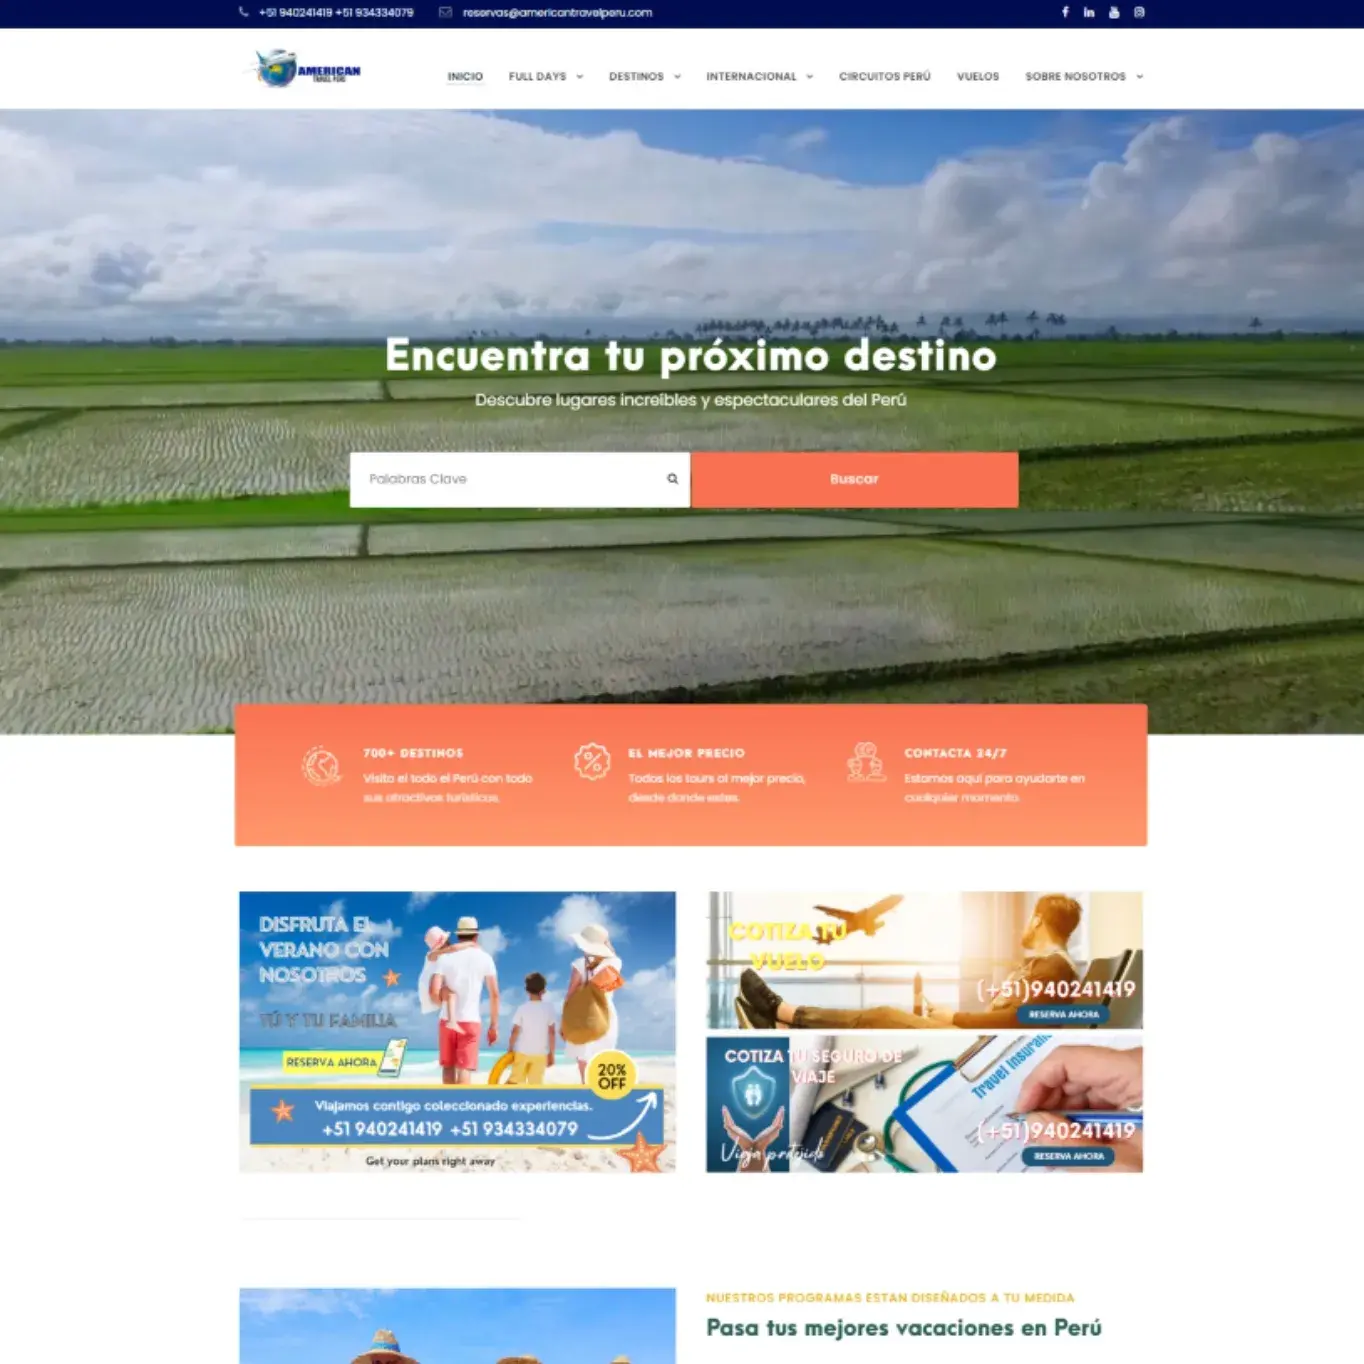 +51 940241419 +51 934334079
reservas@americantravelperu.com
AMERICAN
TRAVEL PERU
INICIO
FULL DAYS
DESTINOS
INTERNACIONAL
CIRCUITOS PERÚ
VUELOS
SOBRE NOSOTROS
Encuentra tu próximo destino
Descubre lugares increíbles y espectaculares del Perú
Palabras Clave
Buscar
700+ DESTINOS
Visita el todo el Perú con todo
sus atractivos turísticos.
EL MEJOR PRECIO
Todos los tours al mejor precio,
desde donde estes.
CONTACTA 24/7
Estamos aquí para ayudarte en
cualquier momento.
DISFRUTA EL
VERANO CON
NOSOTROS
TÚ Y TU FAMILIA
RESERVA AHORA
20%
OFF
Viajamos contigo coleccionado experiencias.
+51 940241419 +51 934334079
Get your plans right away
COTIZA TU
VUELO
(+51)940241419
RESERVA AHORA
COTIZA TU SEGURO DE
VIAJE
Travel Insuran
(+51)940241419
Viaja protegido
RESERVA AHORA
NUESTROS PROGRAMAS ESTAN DISEÑADOS A TU MEDIDA
Pasa tus mejores vacaciones en Perú